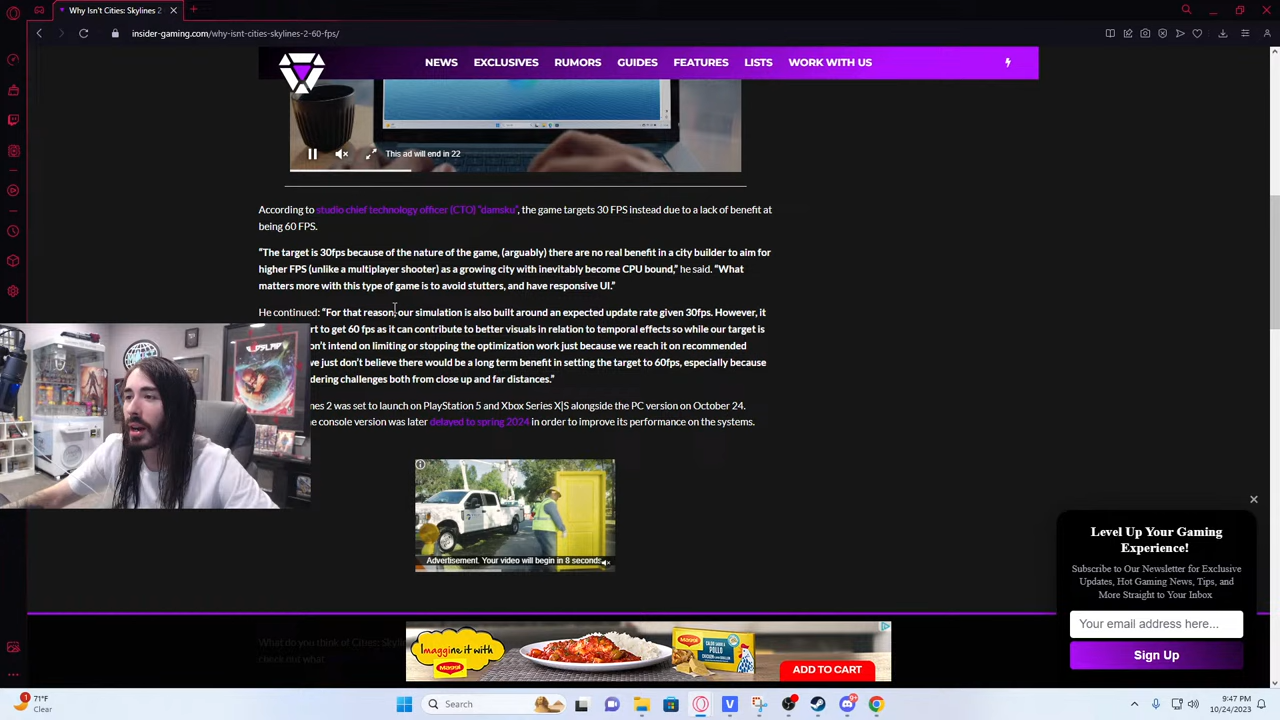 Why Isn't Cities: Skylines 2
insider-gaming.com/why-isnt-cities-skylines-2-60-fps/
NEWS EXCLUSIVES RUMORS GUIDES FEATURES LISTS WORK WITH US
This ad will end in 22
According to studio chief technology officer (CTO) "damsku", the game targets 30 FPS instead due to a lack of benefit at
being 60 FPS.
“The target is 30fps because of the nature of the game, (arguably) there are no real benefit in a city builder to aim for
higher FPS (unlike a multiplayer shooter) as a growing city with inevitably become CPU bound,” he said. “What
matters more with this type of game is to avoid stutters, and have responsive UI.”
He continued: “For that reason, our simulation is also built around an expected update rate given 30fps. However, it
rt to get 60 fps as it can contribute to better visuals in relation to temporal effects so while our target is
on't intend on limiting or stopping the optimization work just because we reach it on recommended
we just don't believe there would be a long term benefit in setting the target to 60fps, especially because
dering challenges both from close up and far distances.”
nes 2 was set to launch on PlayStation 5 and Xbox Series X|S alongside the PC version on October 24.
e console version was later delayed to spring 2024 in order to improve its performance on the systems.
Advertisement. Your video will begin in 8 seconds
Level Up Your Gaming
Experience!
Subscribe to Our Newsletter for Exclusive
Updates, Hot Gaming News, Tips, and
More Straight to Your Inbox
Your email address here...
Sign Up
What do you think of Cities: Skyli
check out what
Imaggine it with
Maggi
ADD TO CART
71°F
Clear
Search
9:47 PM
10/24/2023